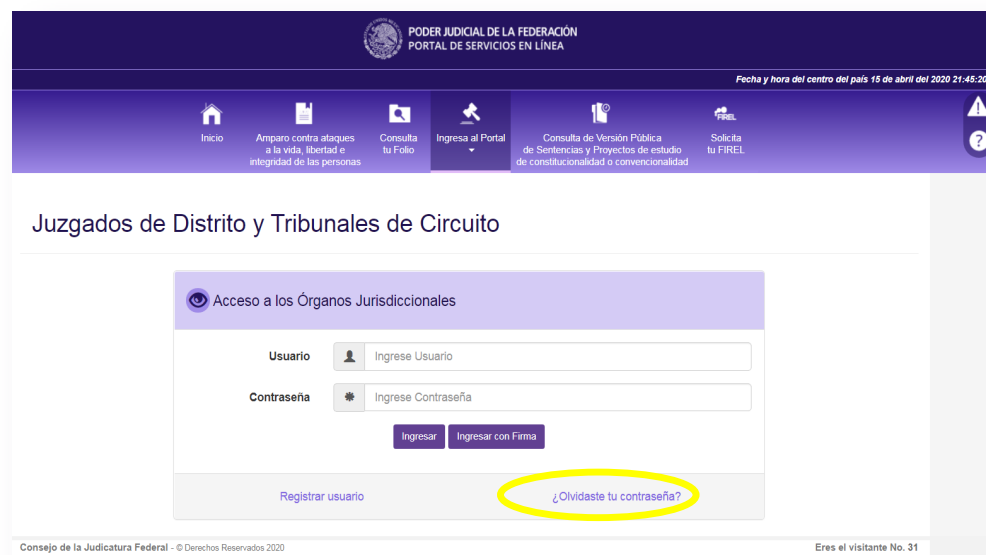 PODER JUDICIAL DE LA FEDERACIÓN
PORTAL DE SERVICIOS EN LÍNEA
Fecha y hora del centro del país 15 de abril del 2020 21:45:20
Inicio
Amparo contra ataques
a la vida, libertad e
integridad de las personas
Consulta
tu Folio
Ingresa al Portal
Consulta de Versión Pública
de Sentencias y Proyectos de estudio
de constitucionalidad o convencionalidad
FIREL
Solicita
tu FIREL
?
Juzgados de Distrito y Tribunales de Circuito
Acceso a los Órganos Jurisdiccionales
Usuario Ingrese Usuario
Contraseña Ingrese Contraseña
Ingresar Ingresar con Firma
Registrar usuario ¿Olvidaste tu contraseña?
Consejo de la Judicatura Federal - © Derechos Reservados 2020 Eres el visitante No. 31